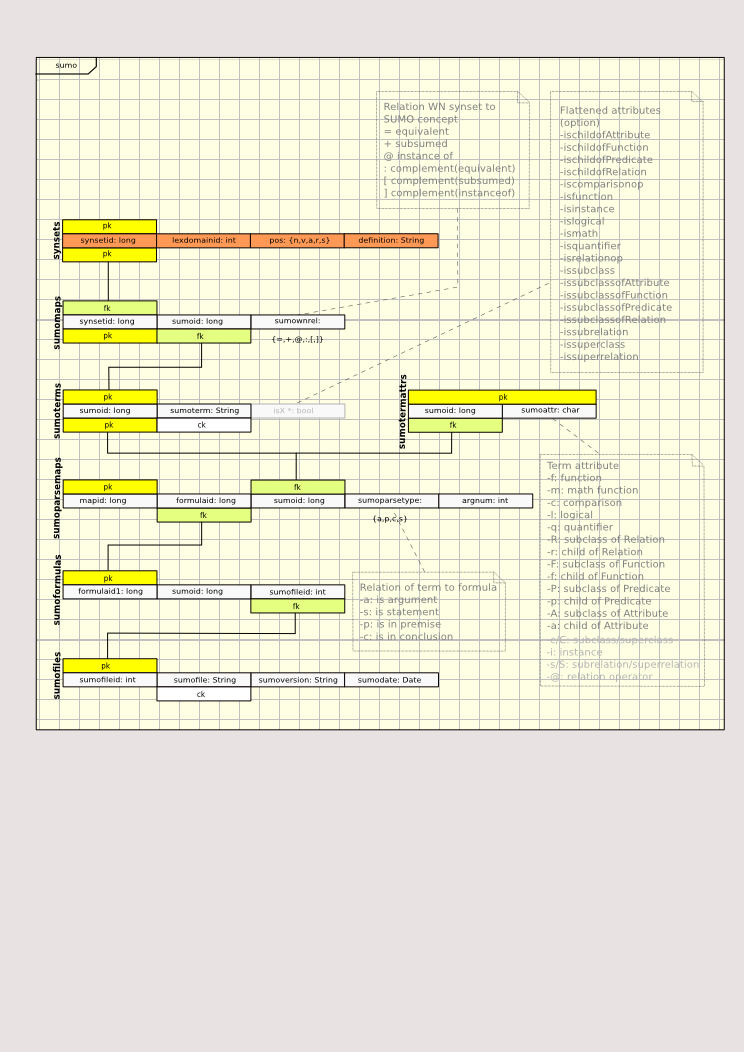 sumo
Relation WN synset to
SUMO concept
= equivalent
+ subsumed
@ instance of
: complement(equivalent)
[ complement(subsumed)
] complement(instanceof)
Flattened attributes
(option)
-ischildofAttribute
-ischildofFunction
-ischildofPredicate
-ischildofRelation
-iscomparisonop
-isfunction
-isinstance
-islogical
-ismath
-isquantifier
-isrelationop
-issubclass
-issubclassofAttribute
-issubclassofFunction
-issubclassofPredicate
-issubclassofRelation
-issubrelation
-issuperclass
-issuperrelation
synsets
pk
synsetid: long
lexdomainid: int
pos: {n,v,a,r,s}
definition: String
pk
sumomaps
fk
synsetid: long
sumoid: long
sumownrel:
{=,+,@,:,[,]}
pk
fk
sumoterms
pk
sumoid: long
sumoterm: String
isX *: bool
pk
ck
sumotermattrs
pk
sumoid: long
sumoattr: char
fk
sumoparsemaps
pk
fk
mapid: long
formulaid: long
sumoid: long
sumoparsetype:
{a,p,c,s}
argnum: int
fk
Term attribute
-f: function
-m: math function
-c: comparison
-l: logical
-q: quantifier
-R: subclass of Relation
-r: child of Relation
-F: subclass of Function
-f: child of Function
-P: subclass of Predicate
-p: child of Predicate
-A: subclass of Attribute
-a: child of Attribute
-c/C: subclass/superclass
-i: instance
-s/S: subrelation/superrelation
-@: relation operator
sumoformulas
pk
formulaid1: long
sumoid: long
sumofileid: int
fk
Relation of term to formula
-a: is argument
-s: is statement
-p: is in premise
-c: is in conclusion
sumofiles
pk
sumofileid: int
sumofile: String
sumoversion: String
sumodate: Date
ck